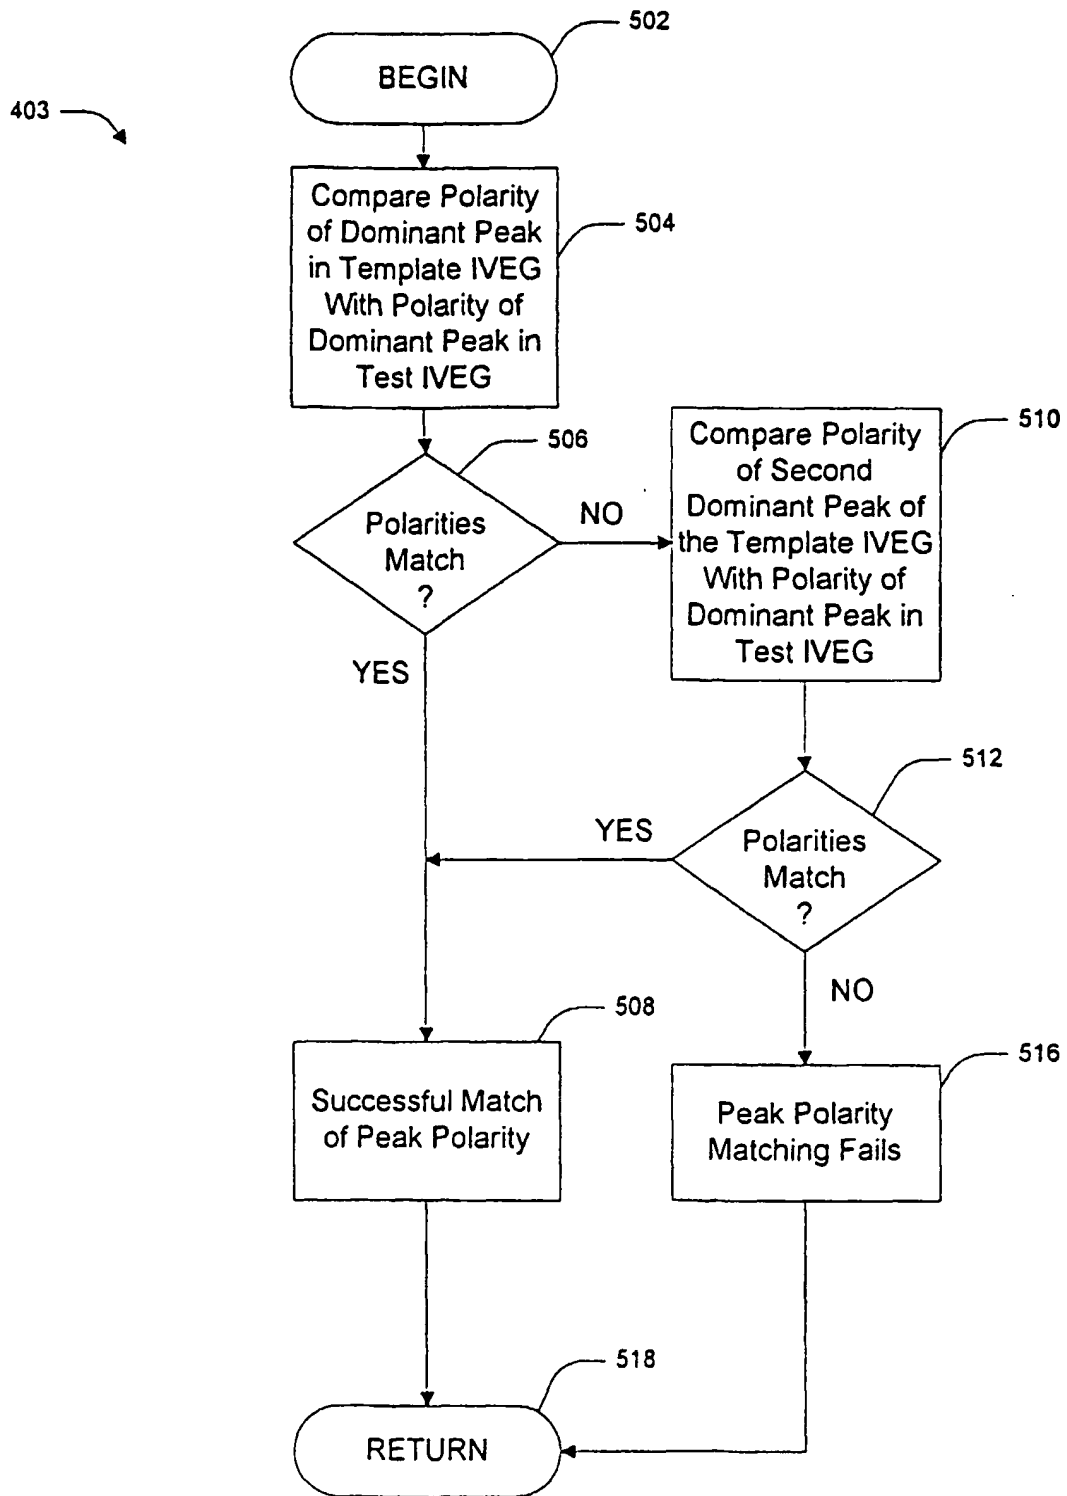 502
BEGIN
403
Compare Polarity
of Dominant Peak
in Template IVEG
With Polarity of
Dominant Peak in
Test IVEG
504
506
Polarities
Match
?
NO
YES
510
Compare Polarity
of Second
Dominant Peak of
the Template IVEG
With Polarity of
Dominant Peak in
Test IVEG
512
Polarities
Match
?
YES
NO
508
Successful Match
of Peak Polarity
516
Peak Polarity
Matching Fails
518
RETURN